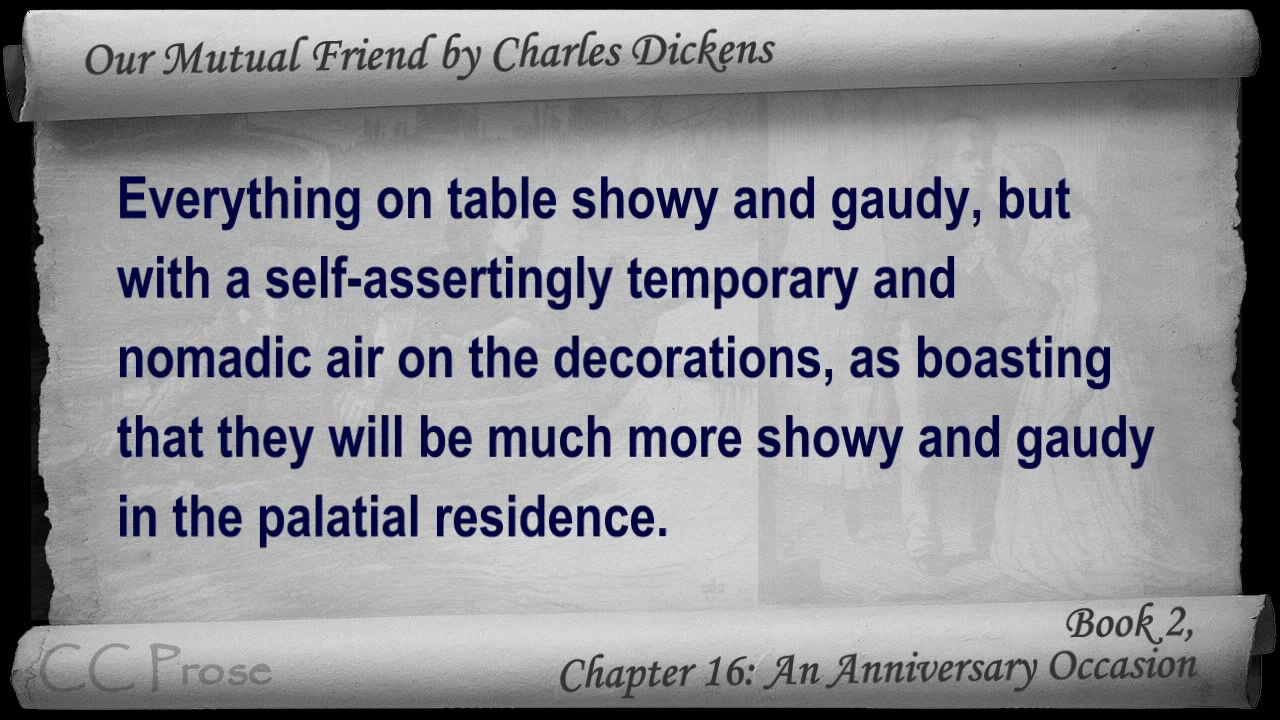 Our Mutual Friend by Charles Dickens
Everything on table showy and gaudy, but
with a self-assertingly temporary and
nomadic air on the decorations, as boasting
that they will be much more showy and gaudy
in the palatial residence.
Book 2,
Chapter 16: An Anniversary Occasion
CC Prose